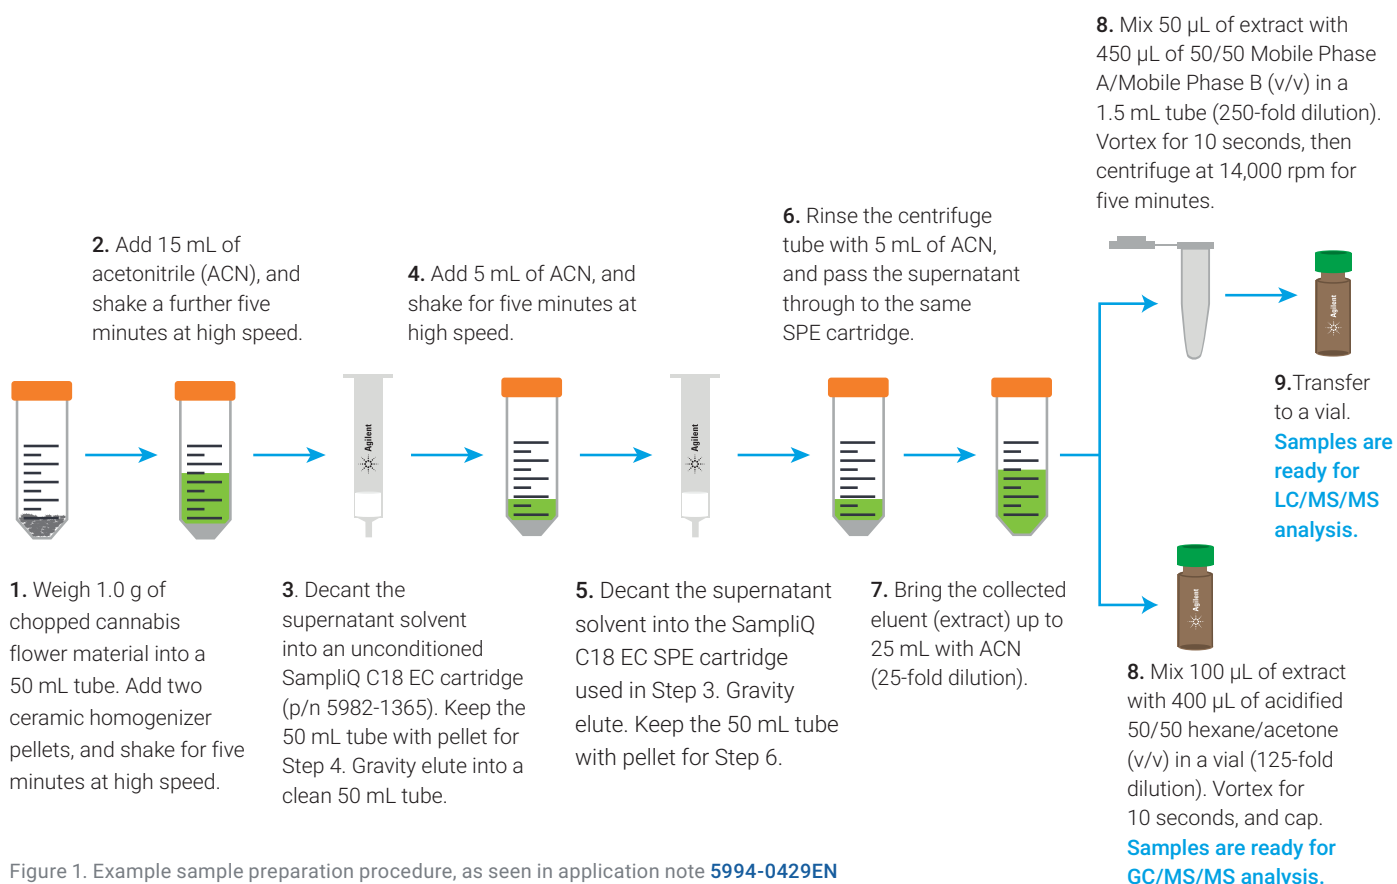 8. Mix 50 µL of extract with
450 µL of 50/50 Mobile Phase
A/Mobile Phase B (v/v) in a
1.5 mL tube (250-fold dilution).
Vortex for 10 seconds, then
centrifuge at 14,000 rpm for
five minutes.
2. Add 15 mL of
acetonitrile (ACN), and
shake a further five
minutes at high speed.
4. Add 5 mL of ACN, and
shake for five minutes at
high speed.
6. Rinse the centrifuge
tube with 5 mL of ACN,
and pass the supernatant
through to the same
SPE cartridge.
Agilent
Agilent
Agilent
9.Transfer
to a vial.
Samples are
ready for
LC/MS/MS
analysis.
1. Weigh 1.0 g of
chopped cannabis
flower material into a
50 mL tube. Add two
ceramic homogenizer
pellets, and shake for five
minutes at high speed.
3. Decant the
supernatant solvent
into an unconditioned
SampliQ C18 EC cartridge
(p/n 5982-1365). Keep the
50 mL tube with pellet for
Step 4. Gravity elute into a
clean 50 mL tube.
5. Decant the supernatant
solvent into the SampliQ
C18 EC SPE cartridge
used in Step 3. Gravity
elute. Keep the 50 mL tube
with pellet for Step 6.
7. Bring the collected
eluent (extract) up to
25 mL with ACN
(25-fold dilution).
Agilent
8. Mix 100 µL of extract
with 400 µL of acidified
50/50 hexane/acetone
(v/v) in a vial (125-fold
dilution). Vortex for
10 seconds, and cap.
Samples are ready for
GC/MS/MS analysis.
Figure 1. Example sample preparation procedure, as seen in application note 5994-0429EN